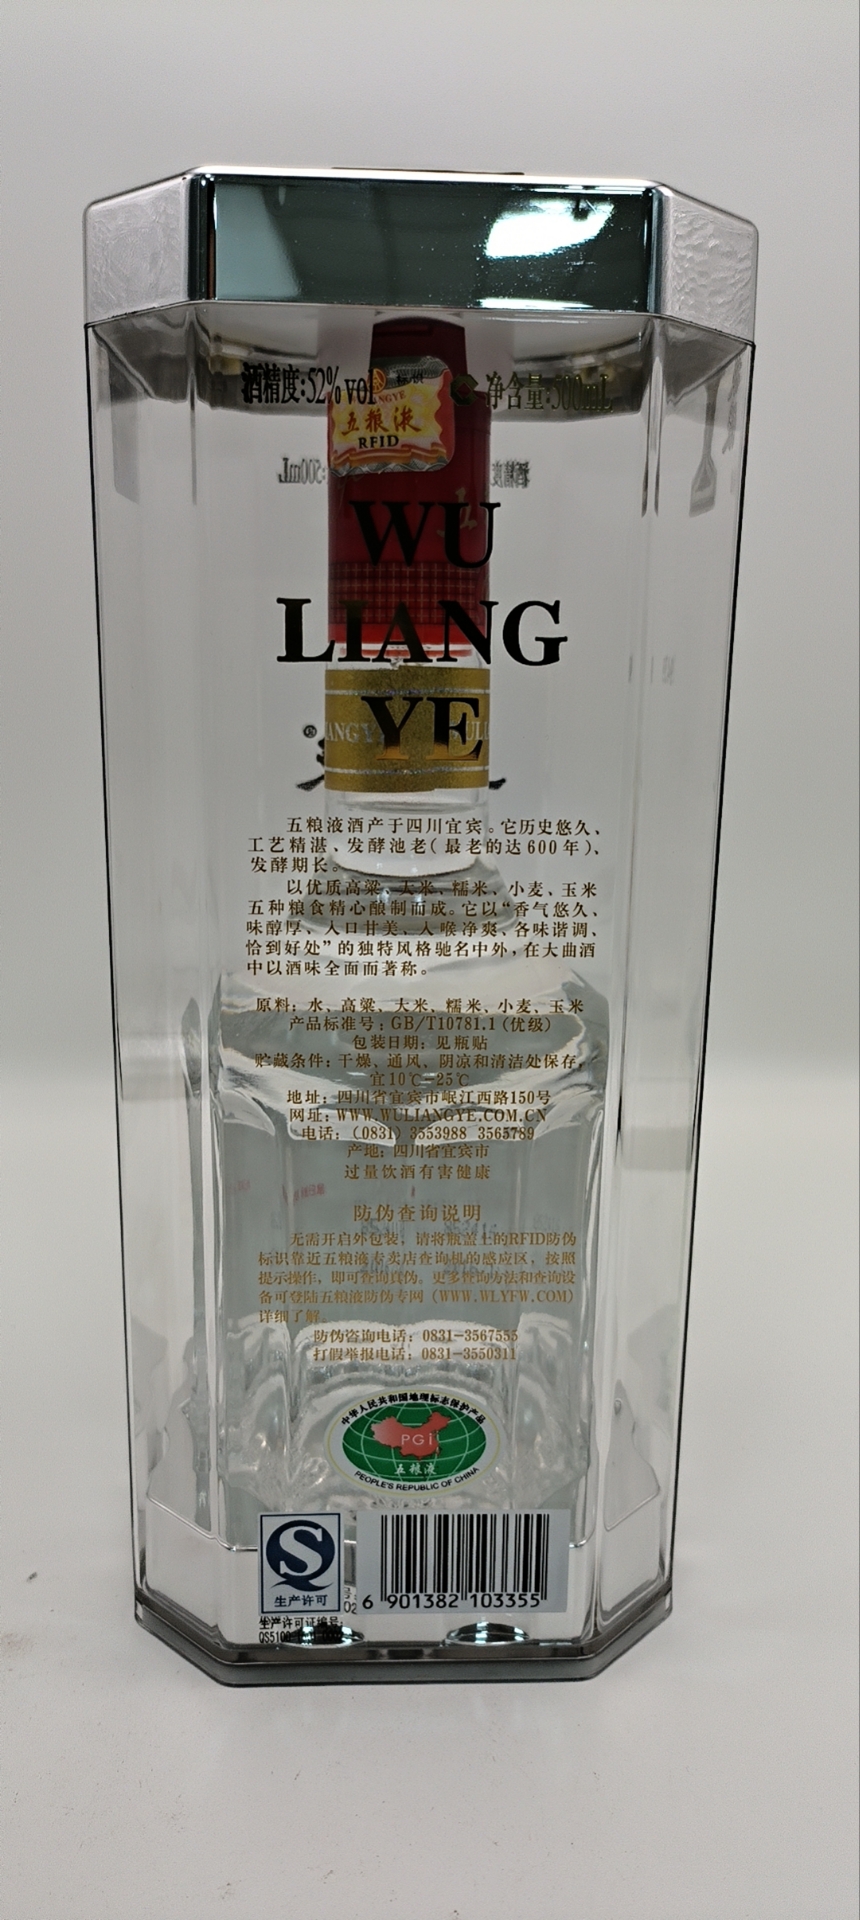 酒精度:52%vol
净含量:500mL
五粮液
RFID
WU
LIANG
YE
五粮液酒产于四川宜宾。它历史悠久、
工艺精湛、发酵池老(最老的达600年)、
发酵期长。
以优质高粱、大米、糯米、小麦、玉米
五种粮食精心酿制而成。它以“香气悠久、
味醇厚、入口甘美、入喉净爽、各味谐调、
恰到好处”的独特风格驰名中外,在大曲酒
中以酒味全面而著称。
原料:水、高粱、大米、糯米、小麦、玉米
产品标准号:GB/T10781.1(优级)
包装日期:见瓶贴
贮藏条件:干燥、通风、阴凉和清洁处保存,
宜10℃-25℃
地址:四川省宜宾市岷江西路150号
网址:WWW.WULIANGYE.COM.CN
电话:(0831) 3553988 3565789
产地:四川省宜宾市
过量饮酒有害健康
防伪查询说明
无需开启外包装,请将瓶盖上的RFID防伪
标识靠近五粮液专卖店查询机的感应区,按照
提示操作,即可查询真伪。更多查询方法和查询设
备可登陆五粮液防伪专网(WWW.WLYFW.COM)
详细了解。
防伪咨询电话:0831-3567555
打假举报电话:0831-3550311
中华人民共和国地理标志保护产品
PGI
五粮液
PEOPLE'S REPUBLIC OF CHINA
生产许可
6 901382 103355
生产许可证编号:
QS5100